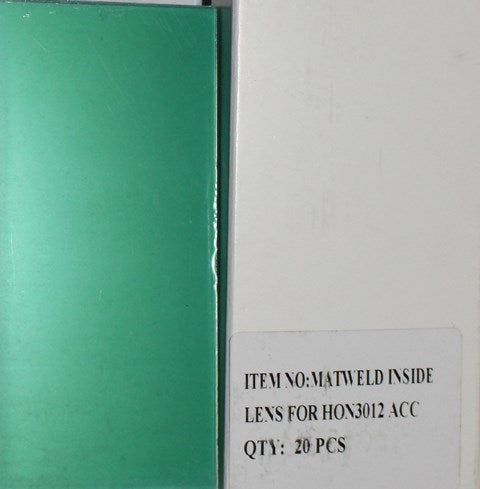 ITEM NO:MATWELD INSIDE
LENS FOR HON3012 ACC
QTY: 20 PCS